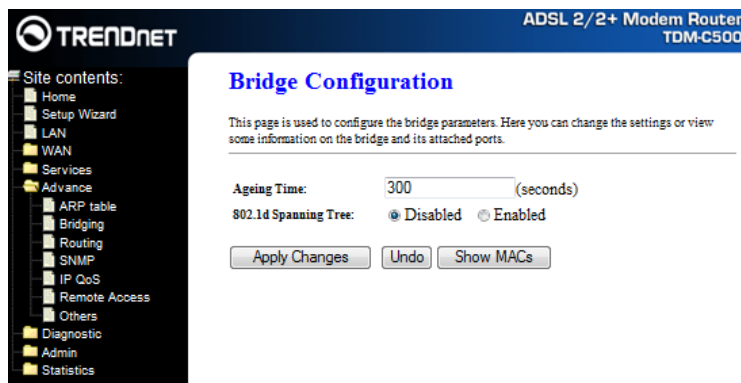 TRENDNET
ADSL 2/2+ Modem Router
TDM-C500
Site contents:
Home
Setup Wizard
LAN
WAN
Services
Advance
ARP table
Bridging
Routing
SNMP
IP QoS
Remote Access
Others
Diagnostic
Admin
Statistics
Bridge Configuration
This page is used to configure the bridge parameters. Here you can change the settings or view
some information on the bridge and its attached ports.
Ageing Time: 300 (seconds)
802.1d Spanning Tree: Disabled Enabled
Apply Changes Undo Show MACs